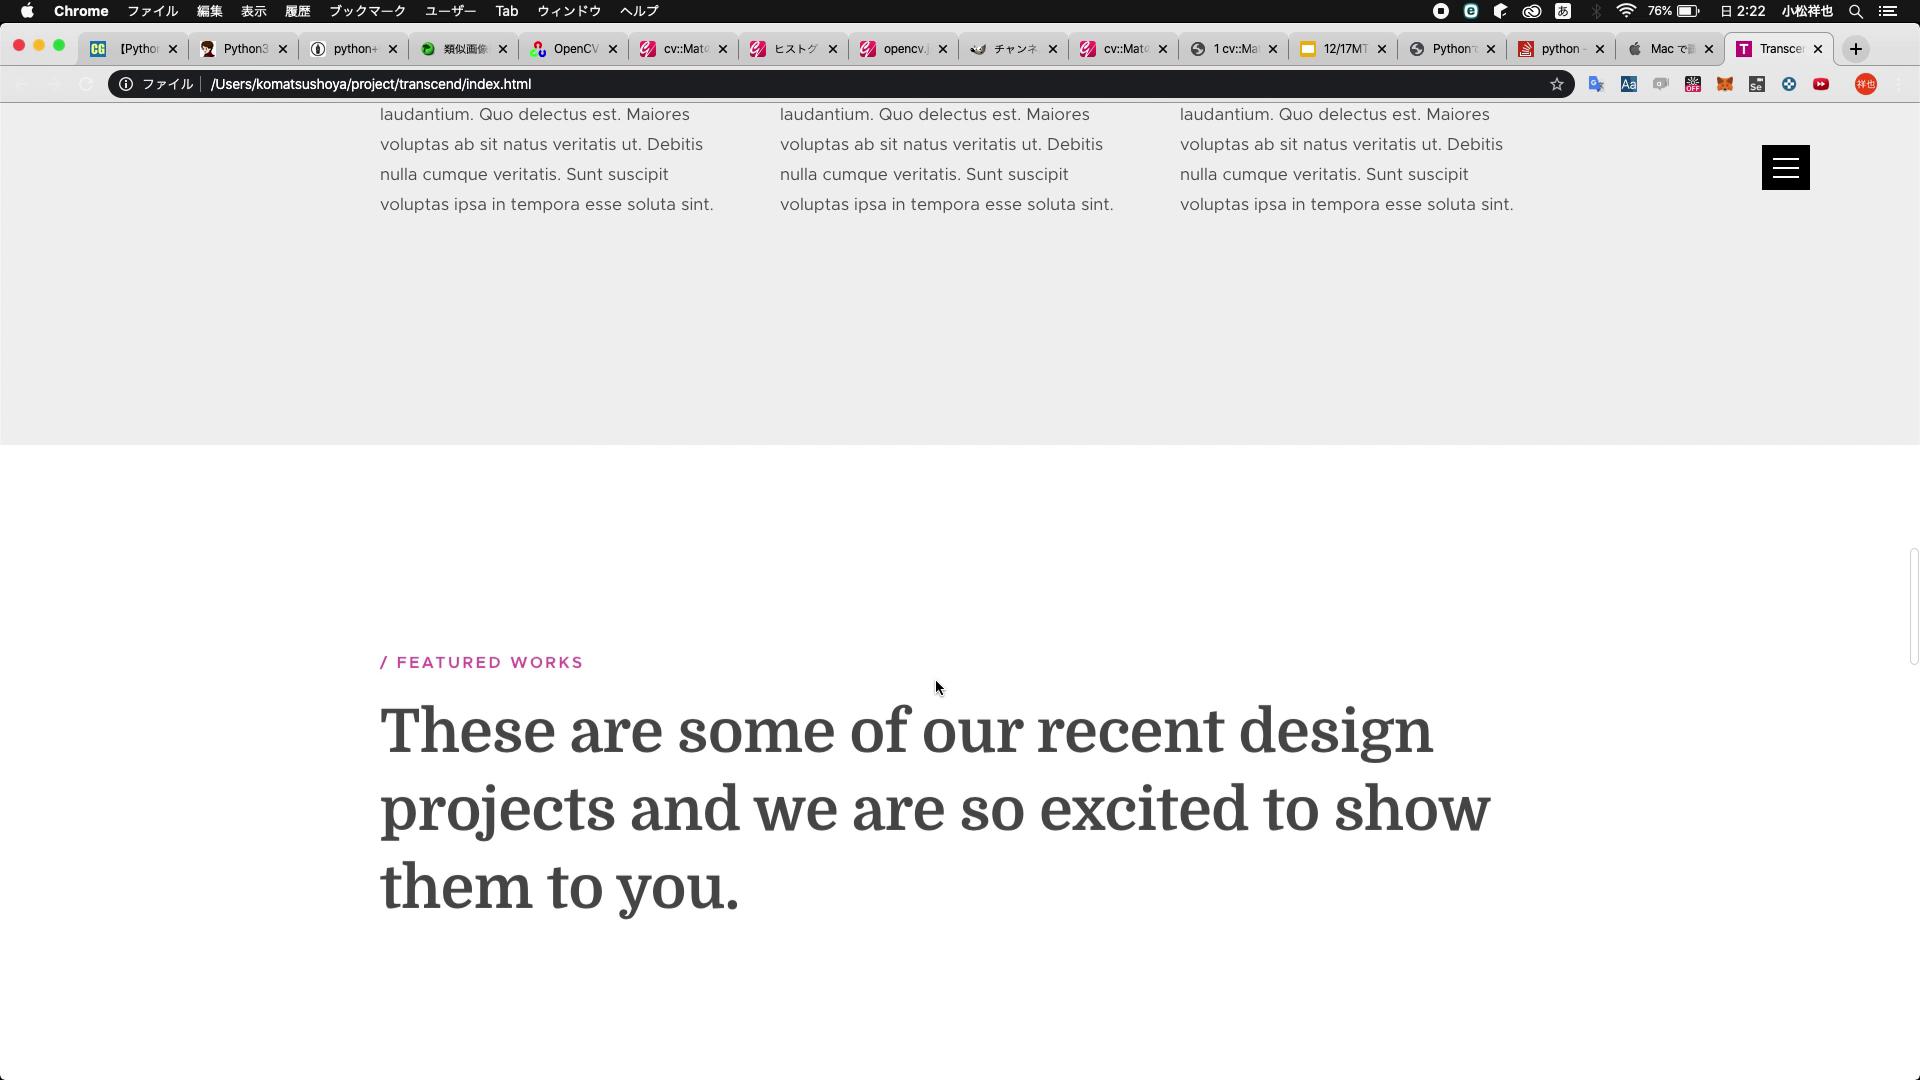 Chrome ファイル 編集 表示 履歴 ブックマーク ユーザー Tab ウィンドウ ヘルプ 76% 日 2:22 小松祥也
【Pytho Python3 python+ 類似画像 OpenCV cv::Mat ヒストグ opencv. チャンネ cv::Mat 1 cv::Ma 12/17MT Python python - Mac で Transce
ファイル /Users/komatsushoya/project/transcend/index.html 祥也
laudantium. Quo delectus est. Maiores
voluptas ab sit natus veritatis ut. Debitis
nulla cumque veritatis. Sunt suscipit
voluptas ipsa in tempora esse soluta sint.
laudantium. Quo delectus est. Maiores
voluptas ab sit natus veritatis ut. Debitis
nulla cumque veritatis. Sunt suscipit
voluptas ipsa in tempora esse soluta sint.
laudantium. Quo delectus est. Maiores
voluptas ab sit natus veritatis ut. Debitis
nulla cumque veritatis. Sunt suscipit
voluptas ipsa in tempora esse soluta sint.
/ FEATURED WORKS
These are some of our recent design
projects and we are so excited to show
them to you.